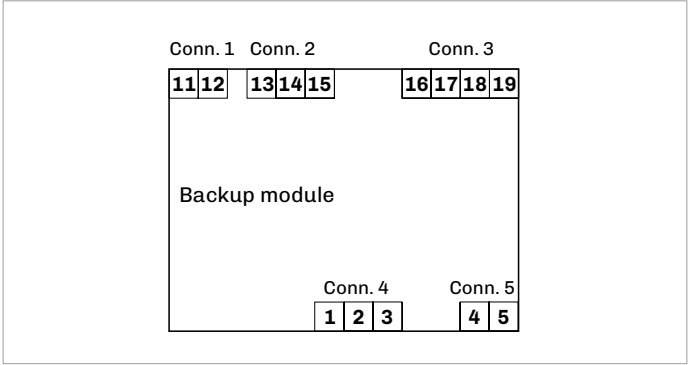 Conn. 1 Conn. 2 Conn. 3
11 12 13 14 15 16 17 18 19
Backup module
Conn. 4 Conn. 5
1 2 3 4 5